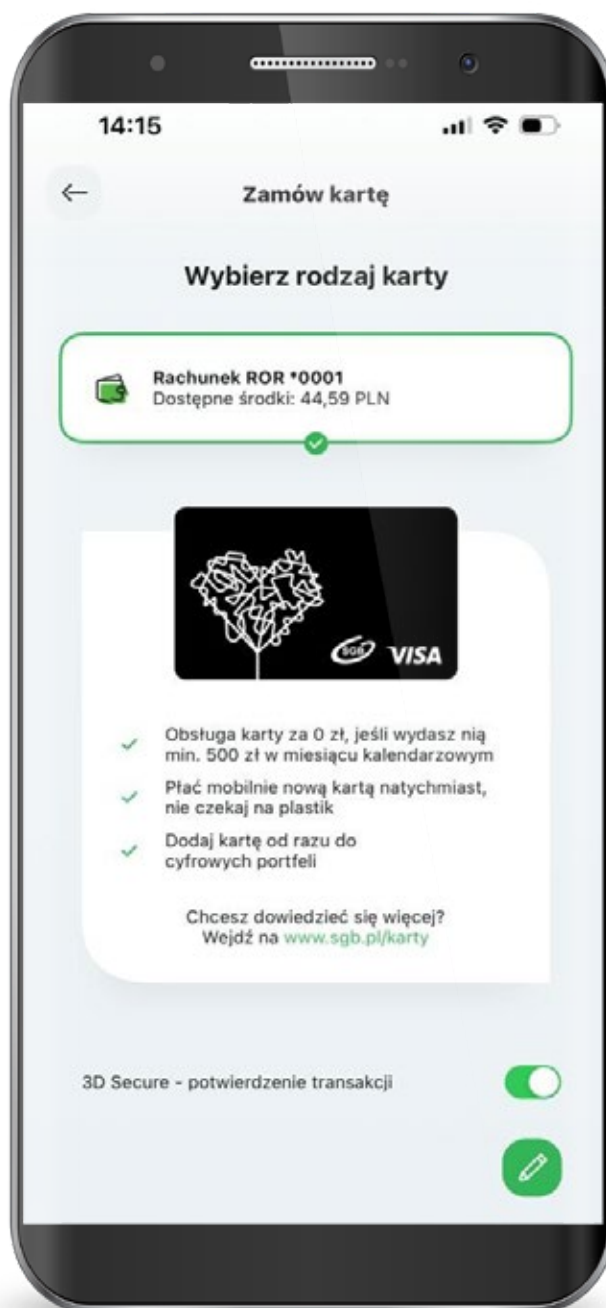 14:15
Zamów kartę
Wybierz rodzaj karty
Rachunek ROR *0001
Dostępne środki: 44,59 PLN
SGB VISA
Obsługa karty za 0 zł, jeśli wydasz nią
min. 500 zł w miesiącu kalendarzowym
Płać mobilnie nową kartą natychmiast,
nie czekaj na plastik
Dodaj kartę od razu do
cyfrowych portfeli
Chcesz dowiedzieć się więcej?
Wejdź na www.sgb.pl/karty
3D Secure - potwierdzenie transakcji